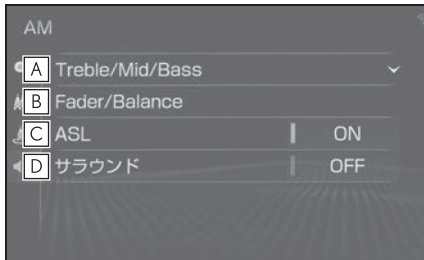 AM
A Treble/Mid/Bass
B Fader/Balance
C ASL ON
D サラウンド OFF